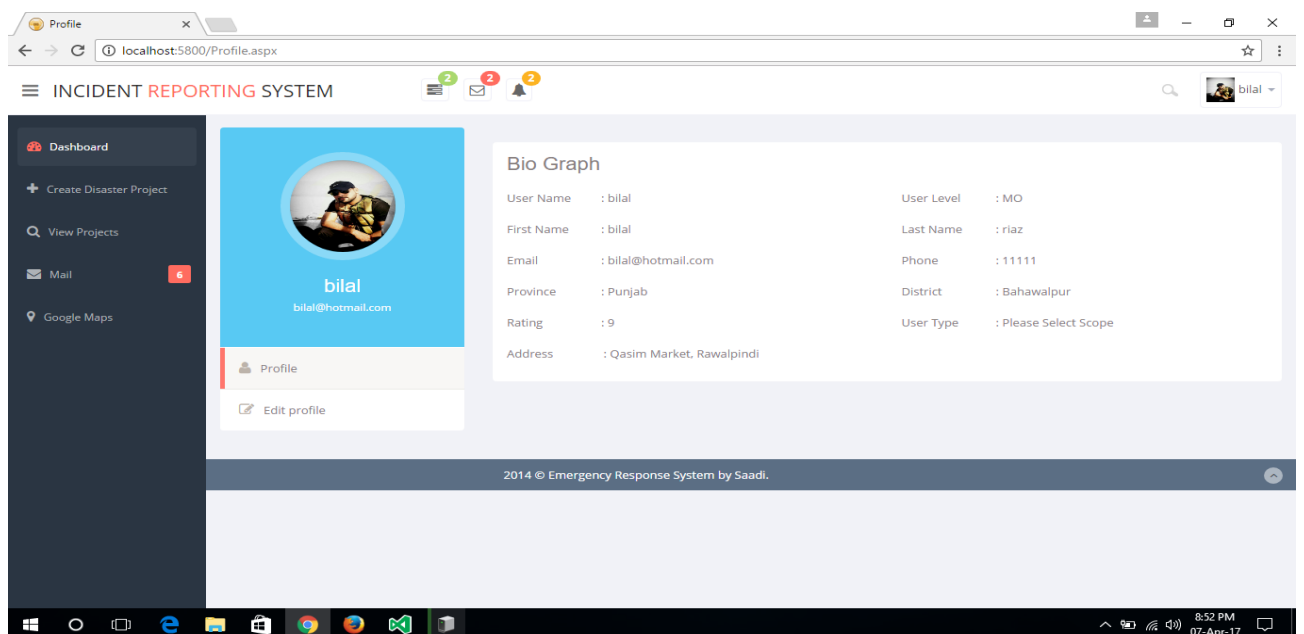 Profile
localhost:5800/Profile.aspx
INCIDENT REPORTING SYSTEM
2
2
2
bilal
Dashboard
Create Disaster Project
View Projects
Mail
6
Google Maps
bilal
bilal@hotmail.com
Profile
Edit profile
Bio Graph
User Name : bilal User Level : MO
First Name : bilal Last Name : riaz
Email : bilal@hotmail.com Phone : 11111
Province : Punjab District : Bahawalpur
Rating : 9 User Type : Please Select Scope
Address : Qasim Market, Rawalpindi
2014 © Emergency Response System by Saadi.
8:52 PM
07-Apr-17